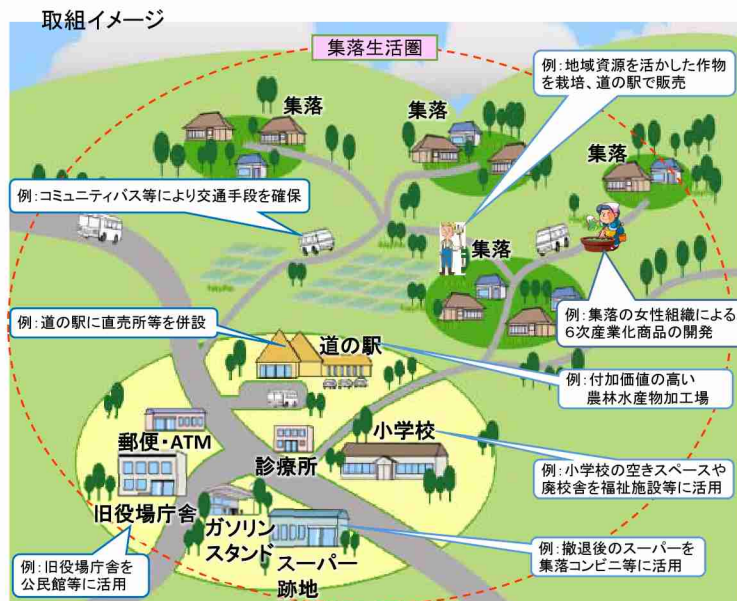 取組イメージ
集落生活圏
例：地域資源を活かした作物
を栽培、道の駅で販売
集落
集落
集落
例：コミュニティバス等により交通手段を確保
集落
例：集落の女性組織による
6次産業化商品の開発
例：道の駅に直売所等を併設
道の駅
例：付加価値の高い
農林水産物加工場
郵便・ATM
小学校
診療所
例：小学校の空きスペースや
廃校舎を福祉施設等に活用
旧役場庁舎
ガソリン
スタンド
スーパー
跡地
例：撤退後のスーパーを
集落コンビニ等に活用
例：旧役場庁舎を
公民館等に活用